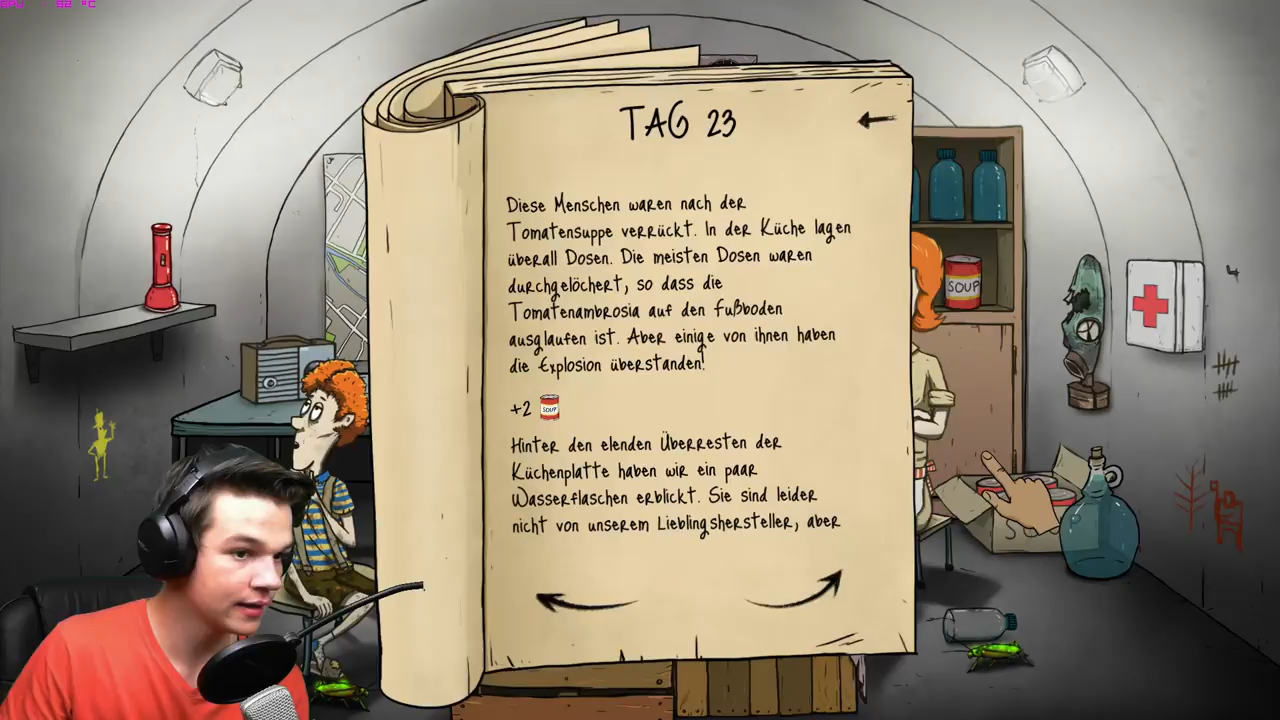 GPU 32 °C
TAG 23
Diese Menschen waren nach der
Tomatensuppe verrückt. In der Küche lagen
überall Dosen. Die meisten Dosen waren
durchgelöchert, so dass die
Tomatenambrosia auf den Fußboden
ausglaufen ist. Aber einige von ihnen haben
die Explosion überstanden!
+2 SOUP
Hinter den elenden Überresten der
Küchenplatte haben wir ein paar
Wasserflaschen erblickt. Sie sind leider
nicht von unserem Lieblingshersteller, aber
SOUP